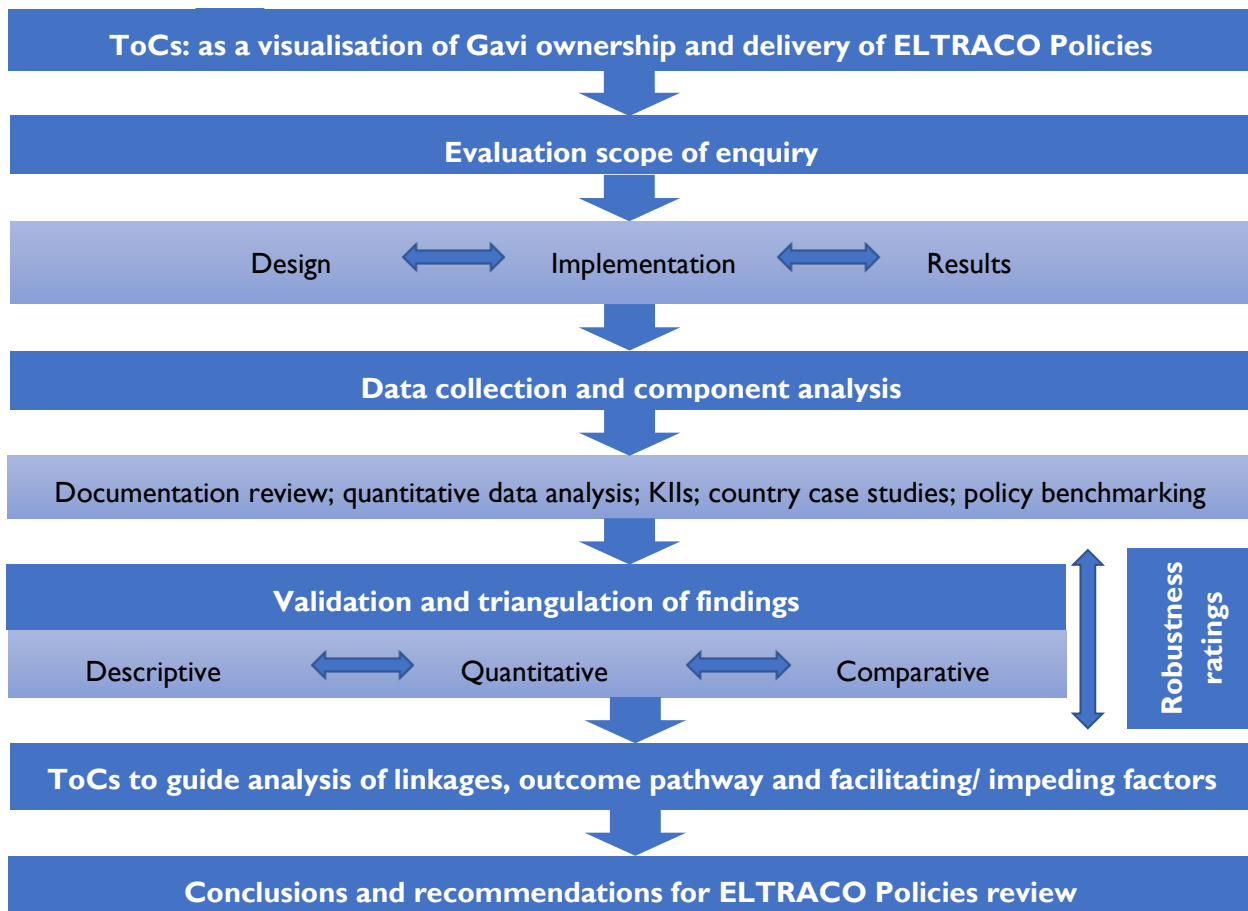 ToCs: as a visualisation of Gavi ownership and delivery of ELTRACO Policies
Evaluation scope of enquiry
Design Implementation Results
Data collection and component analysis
Documentation review; quantitative data analysis; KIIs; country case studies; policy benchmarking
Validation and triangulation of findings
Descriptive Quantitative Comparative
Robustness
ratings
ToCs to guide analysis of linkages, outcome pathway and facilitating/ impeding factors
Conclusions and recommendations for ELTRACO Policies review